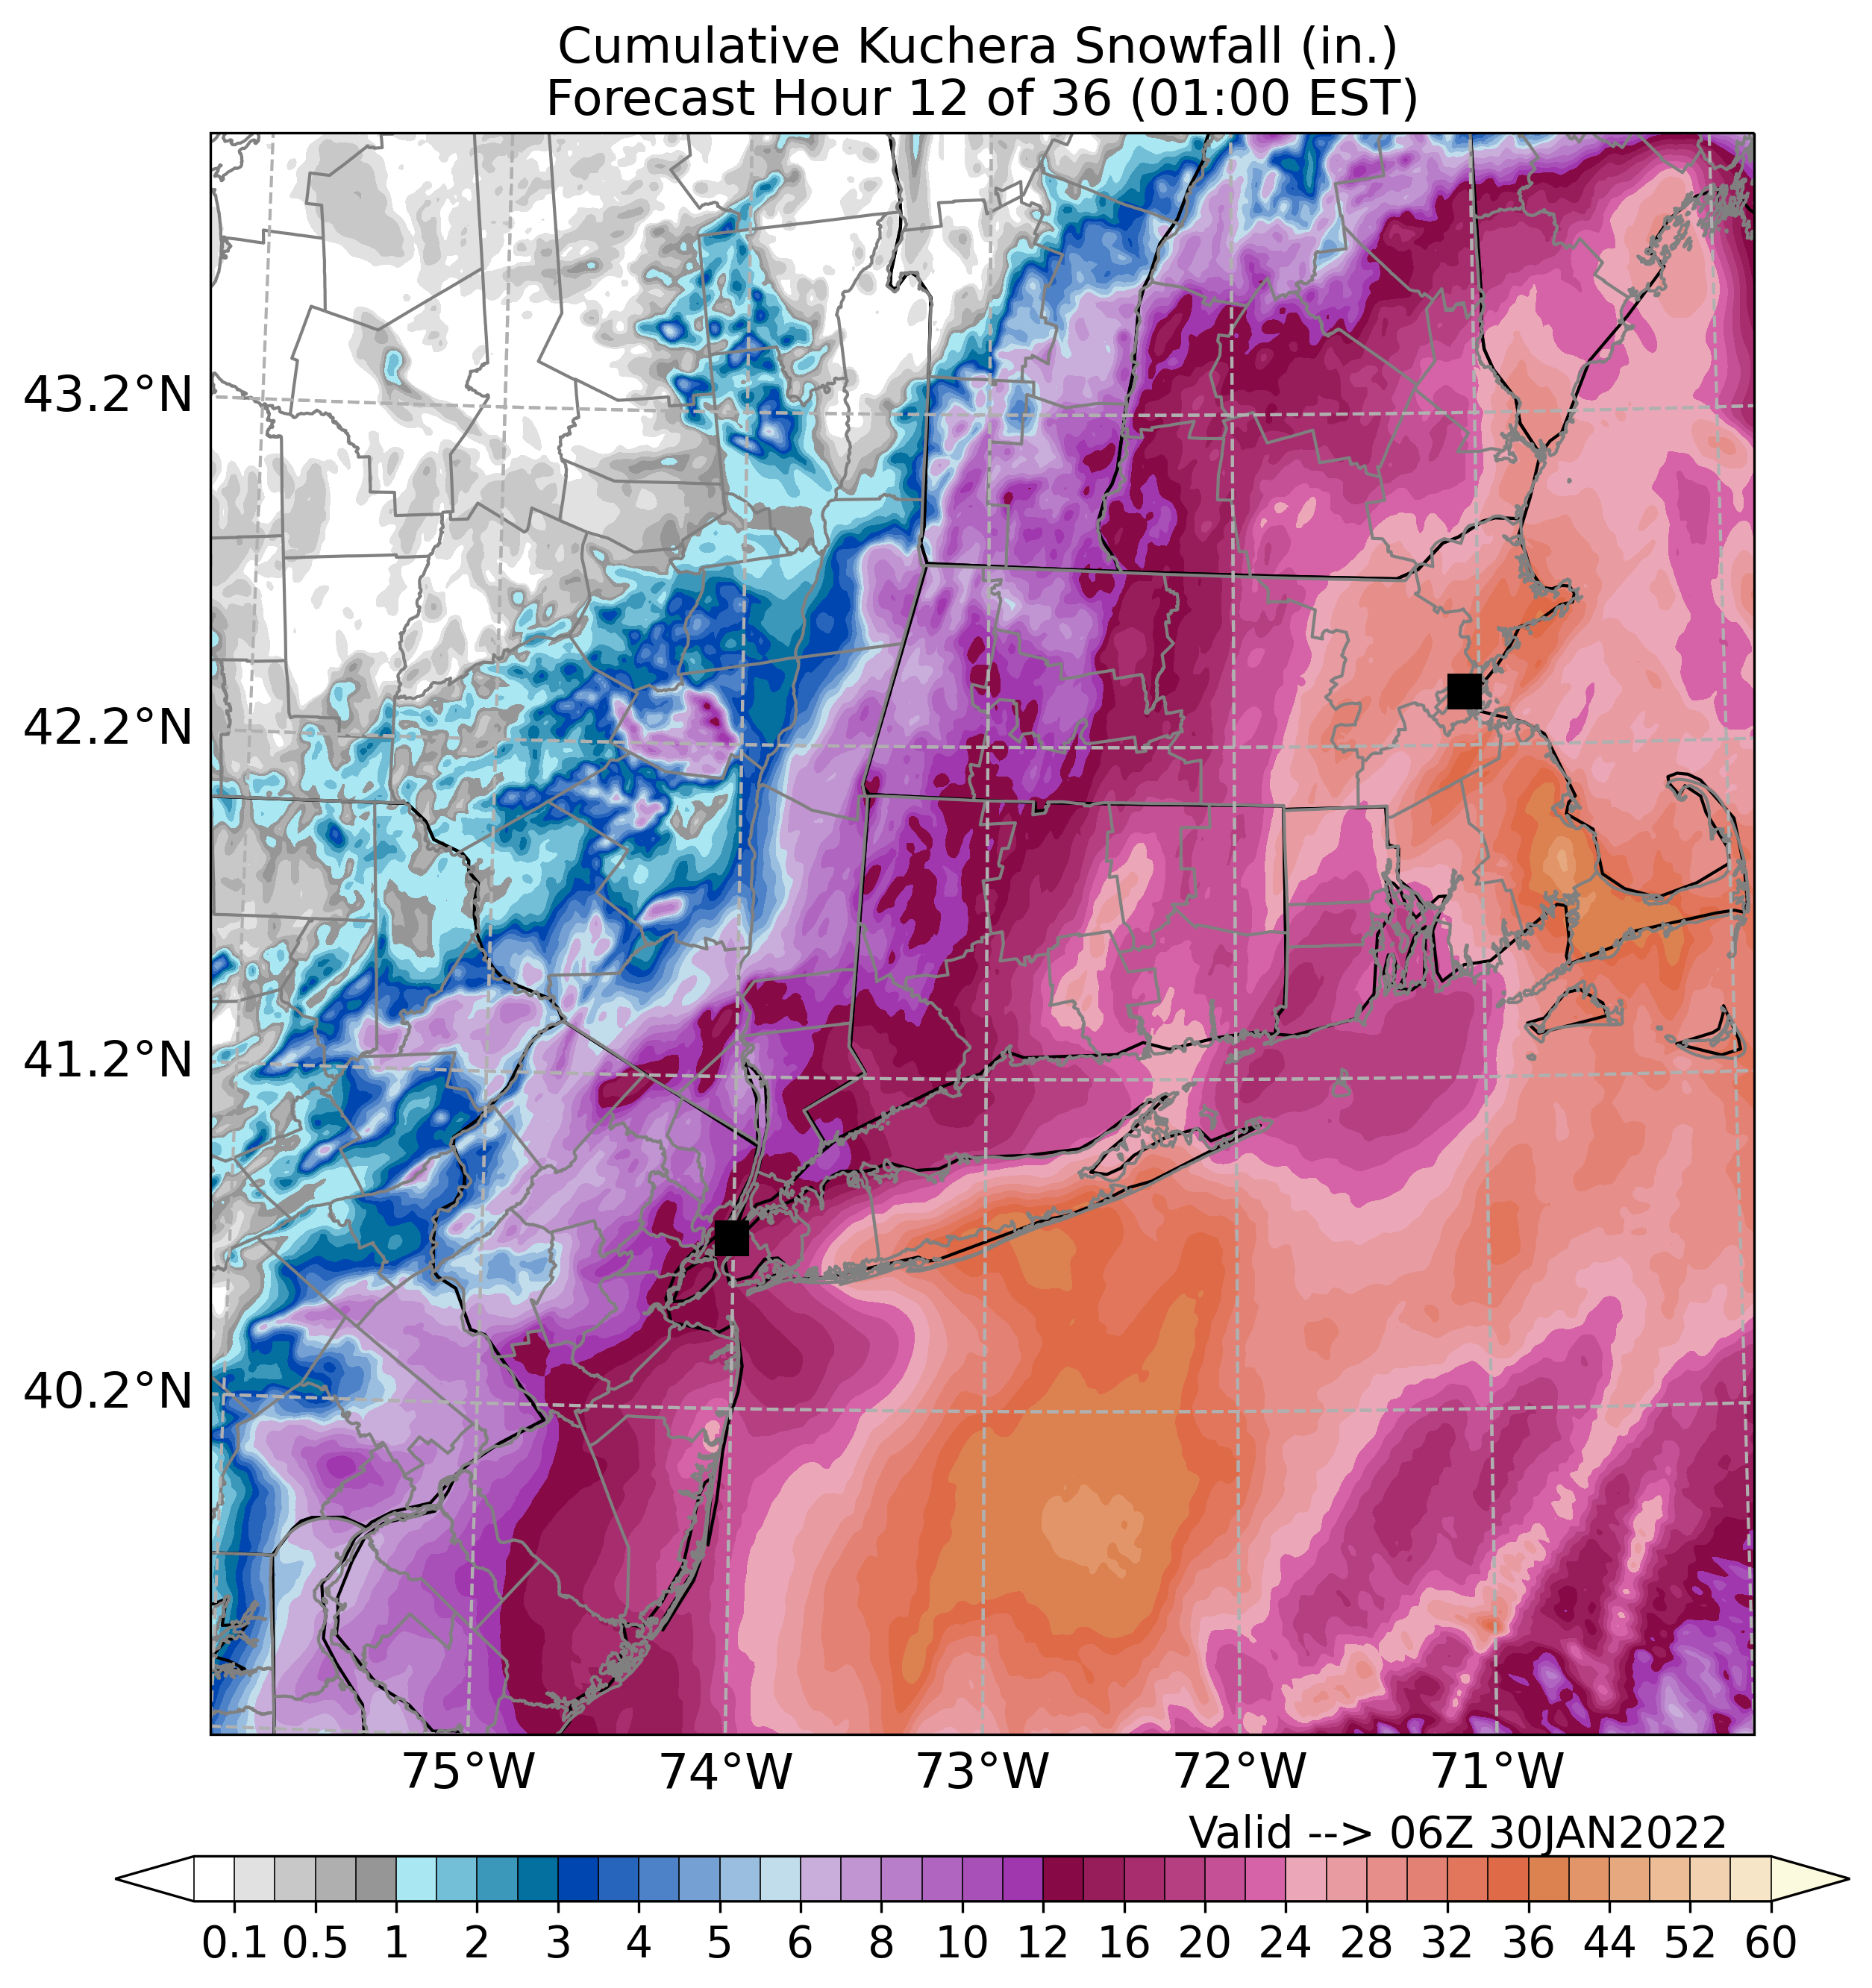 Cumulative Kuchera Snowfall (in.)
Forecast Hour 12 of 36 (01:00 EST)
43.2°N
42.2°N
41.2°N
40.2°N
75°W 74°W 73°W 72°W 71°W
Valid --> 06Z 30JAN2022
0.1 0.5 1 2 3 4 5 6 8 10 12 16 20 24 28 32 36 44 52 60